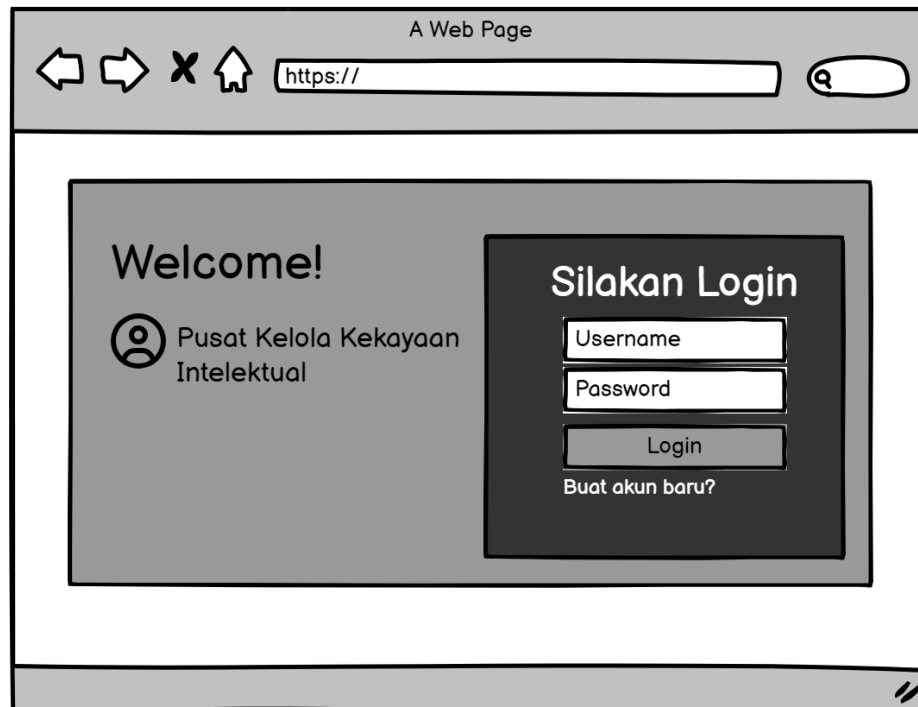 A Web Page
https://
Welcome!
Pusat Kelola Kekayaan
Intelektual
Silakan Login
Username
Password
Login
Buat akun baru?